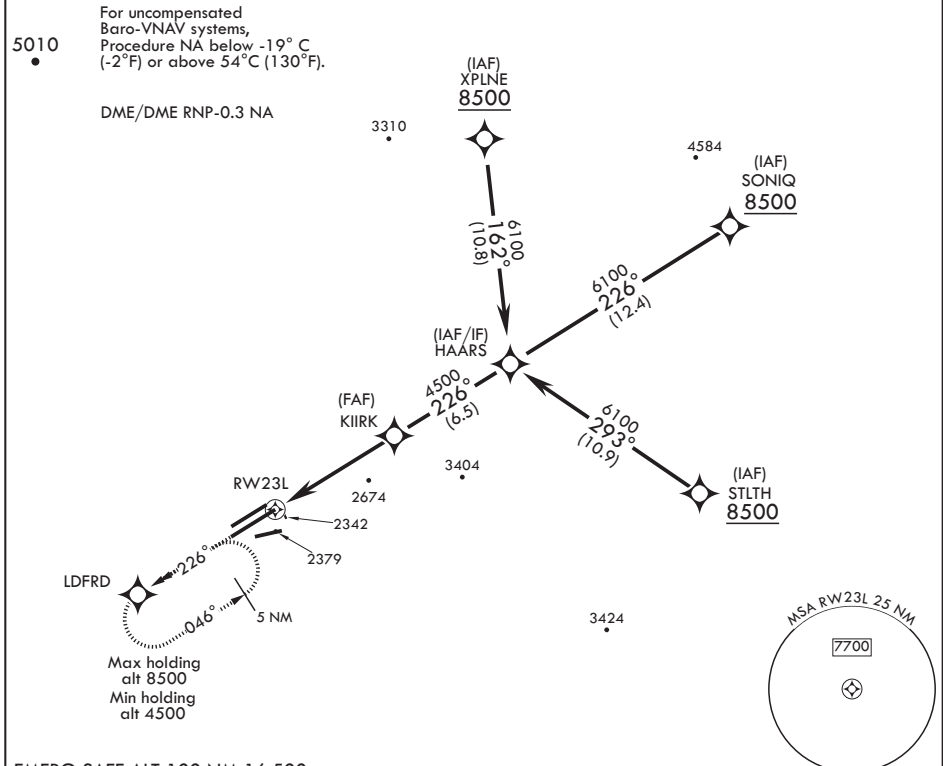 For uncompensated
Baro-VNAV systems,
Procedure NA below -19° C
(-2°F) or above 54°C (130°F).
5010
DME/DME RNP-0.3 NA
(IAF)
XPLNE
8500
3310
4584
(IAF)
SONIQ
8500
6100
162°
(10.8)
6100
226°
(12.4)
(IAF/IF)
HAARS
4500
226°
(6.5)
(FAF)
KIIRK
6100
293°
(10.9)
3404
(IAF)
STLTH
8500
RW23L
2674
2342
2379
226°
LDFRD
046°
5 NM
3424
MSA RW23L 25 NM
7700
Max holding
alt 8500
Min holding
alt 4500